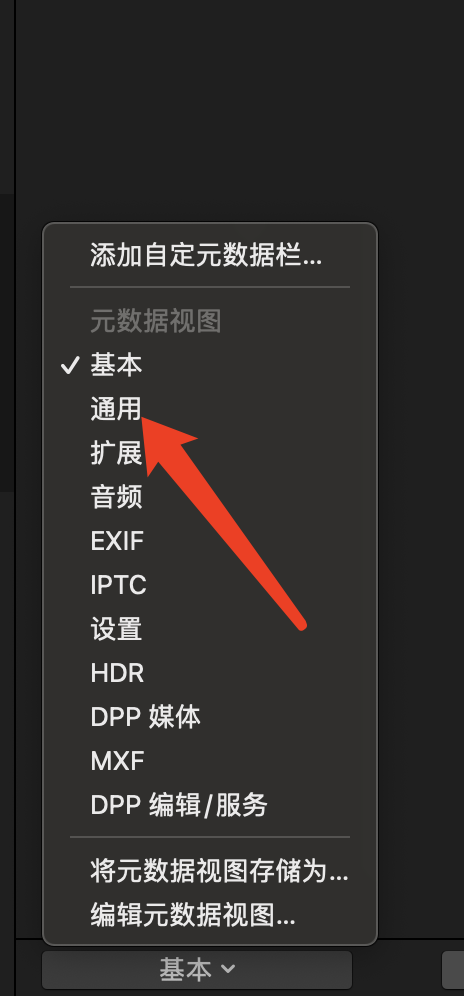 添加自定元数据栏...
元数据视图
基本
通用
扩展
音频
EXIF
IPTC
设置
HDR
DPP 媒体
MXF
DPP 编辑/服务
将元数据视图存储为...
编辑元数据视图...
基本